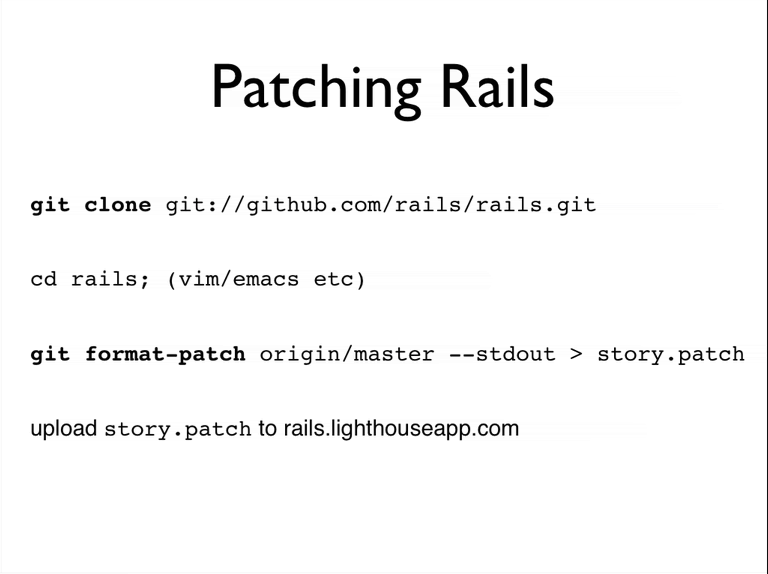 Patching Rails
git clone git://github.com/rails/rails.git
cd rails; (vim/emacs etc)
git format-patch origin/master --stdout > story.patch
upload story.patch to rails.lighthouseapp.com